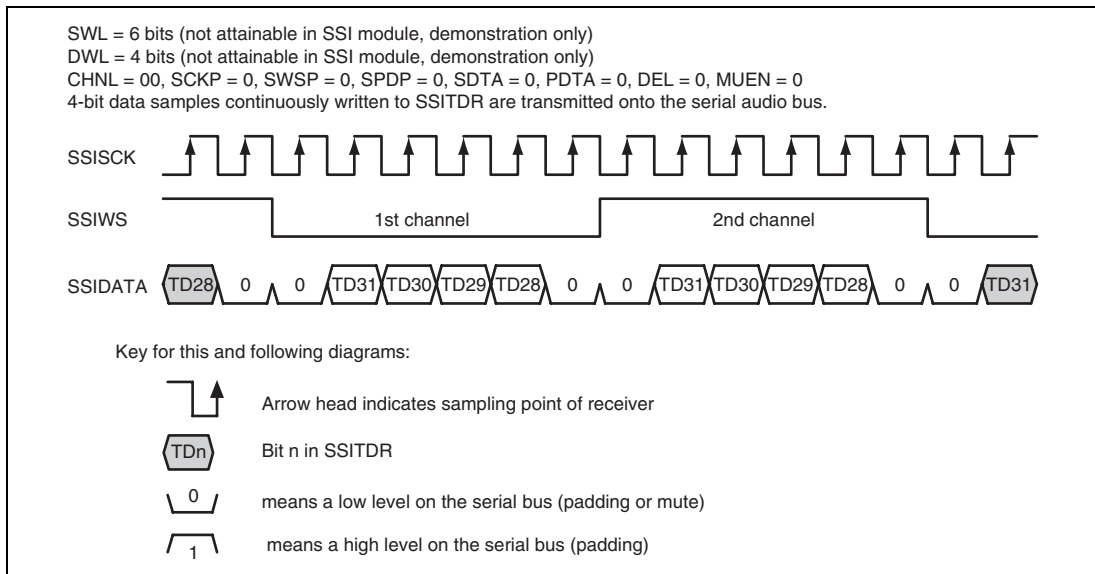 SWL = 6 bits (not attainable in SSI module, demonstration only)
DWL = 4 bits (not attainable in SSI module, demonstration only)
CHNL = 00, SCKP = 0, SWSP = 0, SPDP = 0, SDTA = 0, PDTA = 0, DEL = 0, MUEN = 0
4-bit data samples continuously written to SSITDR are transmitted onto the serial audio bus.
SSISCK
SSIWS 1st channel 2nd channel
SSIDATA TD28 0 0 TD31 TD30 TD29 TD28 0 0 TD31 TD30 TD29 TD28 0 0 TD31
Key for this and following diagrams:
Arrow head indicates sampling point of receiver
TDn Bit n in SSITDR
0 means a low level on the serial bus (padding or mute)
1 means a high level on the serial bus (padding)